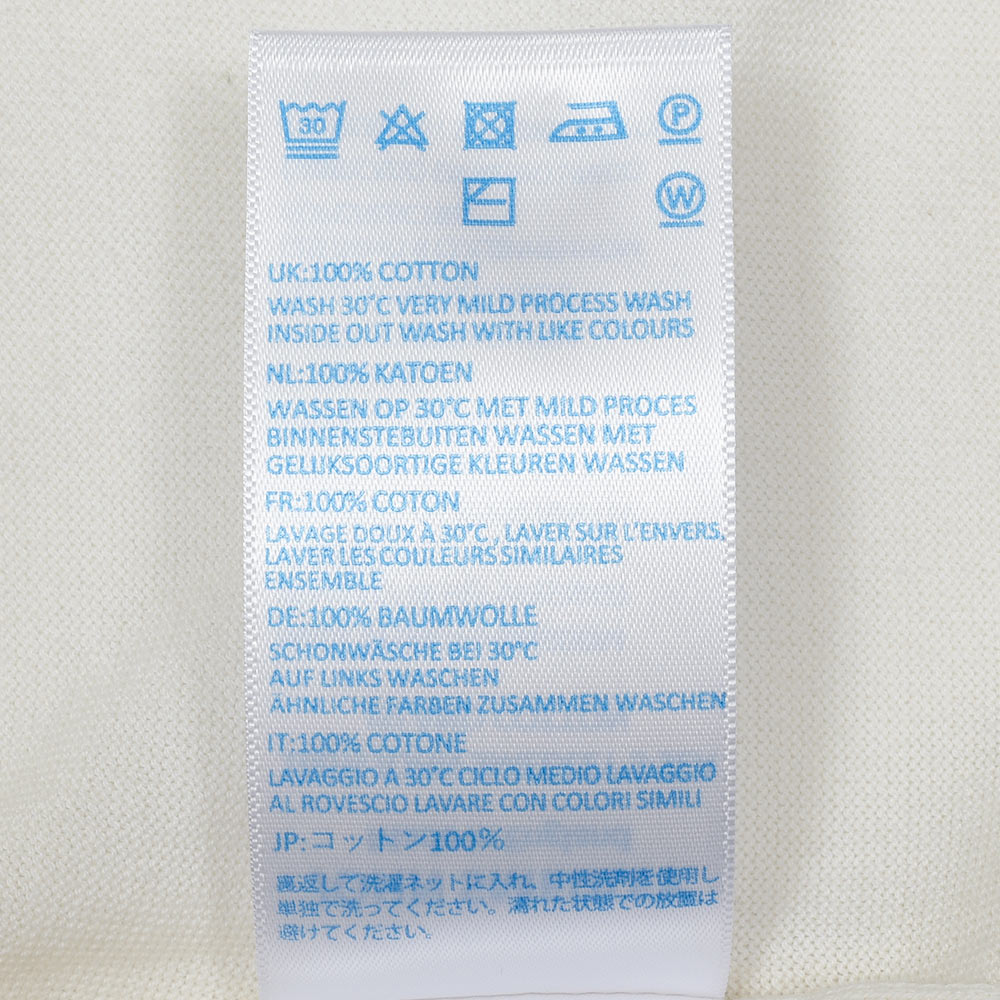 30 P
W
UK:100% COTTON
WASH 30°C VERY MILD PROCESS WASH
INSIDE OUT WASH WITH LIKE COLOURS
NL:100% KATOEN
WASSEN OP 30°C MET MILD PROCES
BINNENSTEBUITEN WASSEN MET
GELIJKSOORTIGE KLEUREN WASSEN
FR:100% COTON
LAVAGE DOUX À 30°C, LAVER SUR L'ENVERS,
LAVER LES COULEURS SIMILAIRES
ENSEMBLE
DE:100% BAUMWOLLE
SCHONWÄSCHE BEI 30°C
AUF LINKS WASCHEN
ÄHNLICHE FARBEN ZUSAMMEN WASCHEN
IT:100% COTONE
LAVAGGIO A 30°C CICLO MEDIO LAVAGGIO
AL ROVESCIO LAVARE CON COLORI SIMILI
JP:コットン100%
裏返して洗濯ネットに入れ、中性洗剤を使用し
単独で洗ってください。濡れた状態での放置は
避けてください。